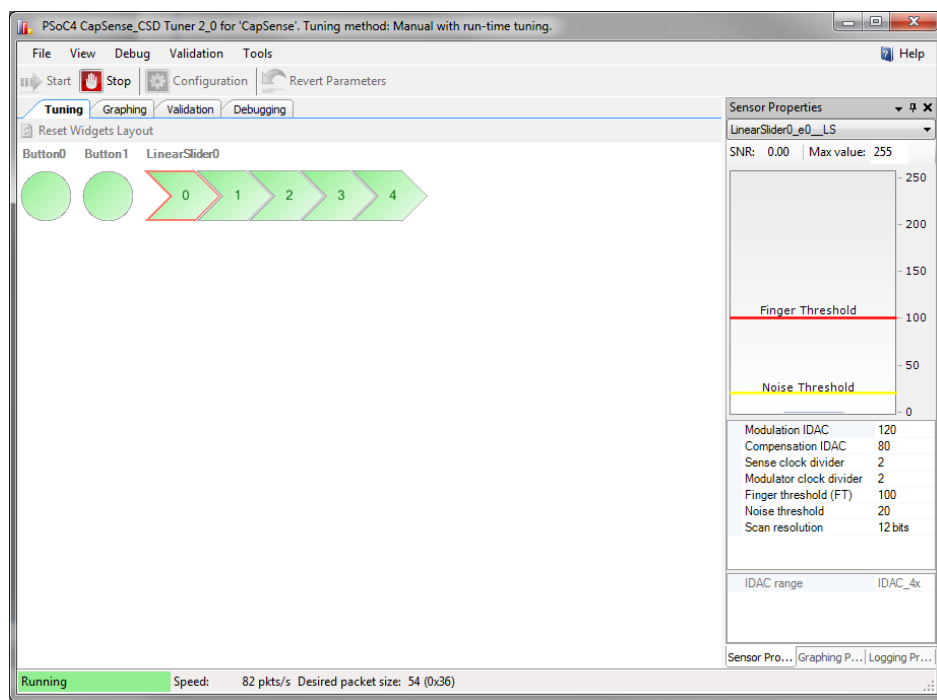 PSoC4 CapSense_CSD Tuner 2_0 for 'CapSense'. Tuning method: Manual with run-time tuning.
File View Debug Validation Tools Help
Start Stop Configuration Revert Parameters
Tuning Graphing Validation Debugging
Reset Widgets Layout
Button0 Button1 LinearSlider0
0 1 2 3 4
Sensor Properties
LinearSlider0_e0__LS
SNR: 0.00 Max value: 255
250
200
150
Finger Threshold
100
50
Noise Threshold
0
Modulation IDAC 120
Compensation IDAC 80
Sense clock divider 2
Modulator clock divider 2
Finger threshold (FT) 100
Noise threshold 20
Scan resolution 12 bits
IDAC range IDAC_4x
Sensor Pro... Graphing P... Logging Pr...
Running Speed: 82 pkts/s Desired packet size: 54 (0x36)